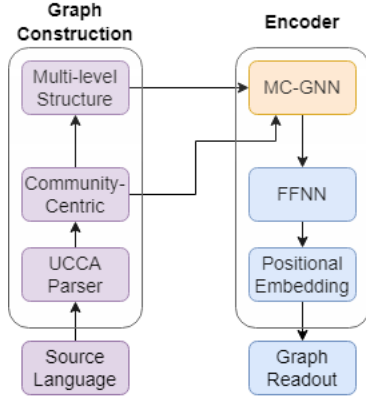 Graph
Construction
Encoder
Multi-level
Structure
MC-GNN
Community-
Centric
FFNN
UCCA
Parser
Positional
Embedding
Source
Language
Graph
Readout